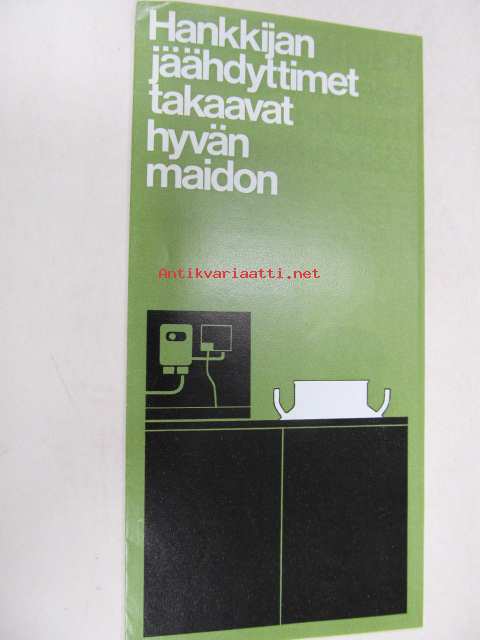 Hankkijan
jäähdyttimet
takaavat
hyvän
maidon
Antikvariaatti.net